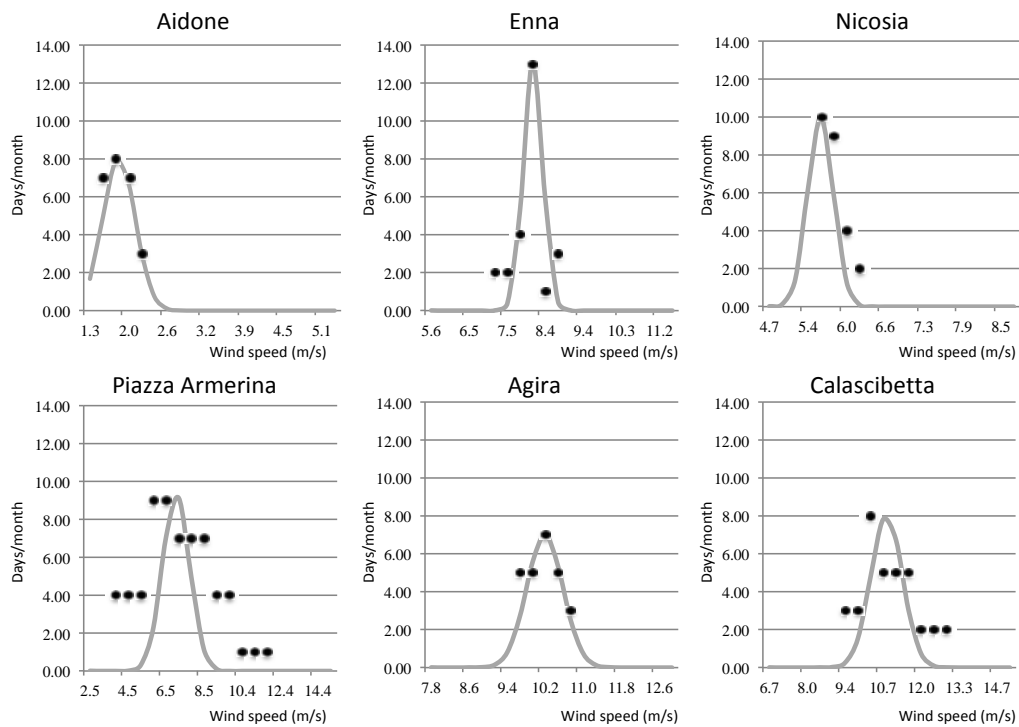 Aidone
14.00
12.00
10.00
8.00
6.00
4.00
2.00
0.00
Days/month
1.3 2.0 2.6 3.2 3.9 4.5 5.1
Wind speed (m/s)
Enna
14.00
12.00
10.00
8.00
6.00
4.00
2.00
0.00
Days/month
5.6 6.5 7.5 8.4 9.4 10.3 11.2
Wind speed (m/s)
Nicosia
14.00
12.00
10.00
8.00
6.00
4.00
2.00
0.00
Days/month
4.7 5.4 6.0 6.6 7.3 7.9 8.5
Wind speed (m/s)
Piazza Armerina
14.00
12.00
10.00
8.00
6.00
4.00
2.00
0.00
Days/month
2.5 4.5 6.5 8.5 10.4 12.4 14.4
Wind speed (m/s)
Agira
14.00
12.00
10.00
8.00
6.00
4.00
2.00
0.00
Days/month
7.8 8.6 9.4 10.2 11.0 11.8 12.6
Wind speed (m/s)
Calascibetta
14.00
12.00
10.00
8.00
6.00
4.00
2.00
0.00
Days/month
6.7 8.0 9.4 10.7 12.0 13.3 14.7
Wind speed (m/s)